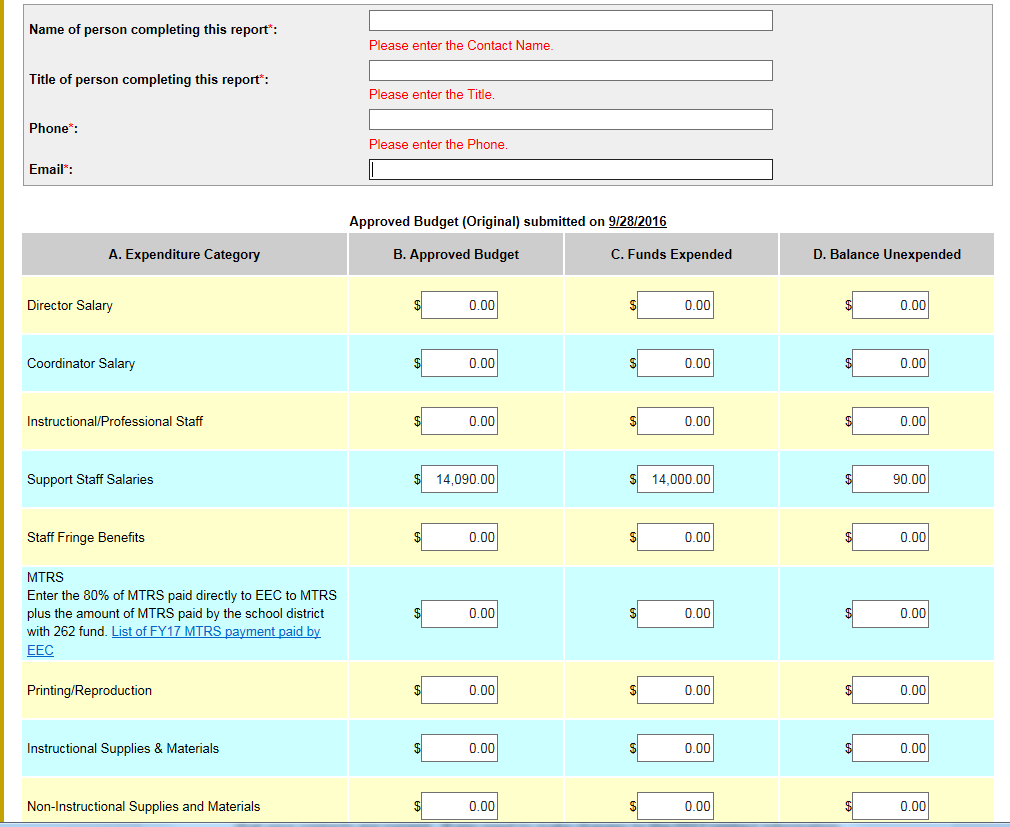 Name of person completing this report*:
Please enter the Contact Name.
Title of person completing this report*:
Please enter the Title.
Phone*:
Please enter the Phone.
Email*:
Approved Budget (Original) submitted on 9/28/2016
A. Expenditure Category B. Approved Budget C. Funds Expended D. Balance Unexpended
Director Salary $ 0.00 $ 0.00 $ 0.00
Coordinator Salary $ 0.00 $ 0.00 $ 0.00
Instructional/Professional Staff $ 0.00 $ 0.00 $ 0.00
Support Staff Salaries $ 14,090.00 $ 14,000.00 $ 90.00
Staff Fringe Benefits $ 0.00 $ 0.00 $ 0.00
MTRS
Enter the 80% of MTRS paid directly to EEC to MTRS
plus the amount of MTRS paid by the school district $ 0.00 $ 0.00 $ 0.00
with 262 fund. List of FY17 MTRS payment paid by
EEC
Printing/Reproduction $ 0.00 $ 0.00 $ 0.00
Instructional Supplies & Materials $ 0.00 $ 0.00 $ 0.00
Non-Instructional Supplies and Materials $ 0.00 $ 0.00 $ 0.00